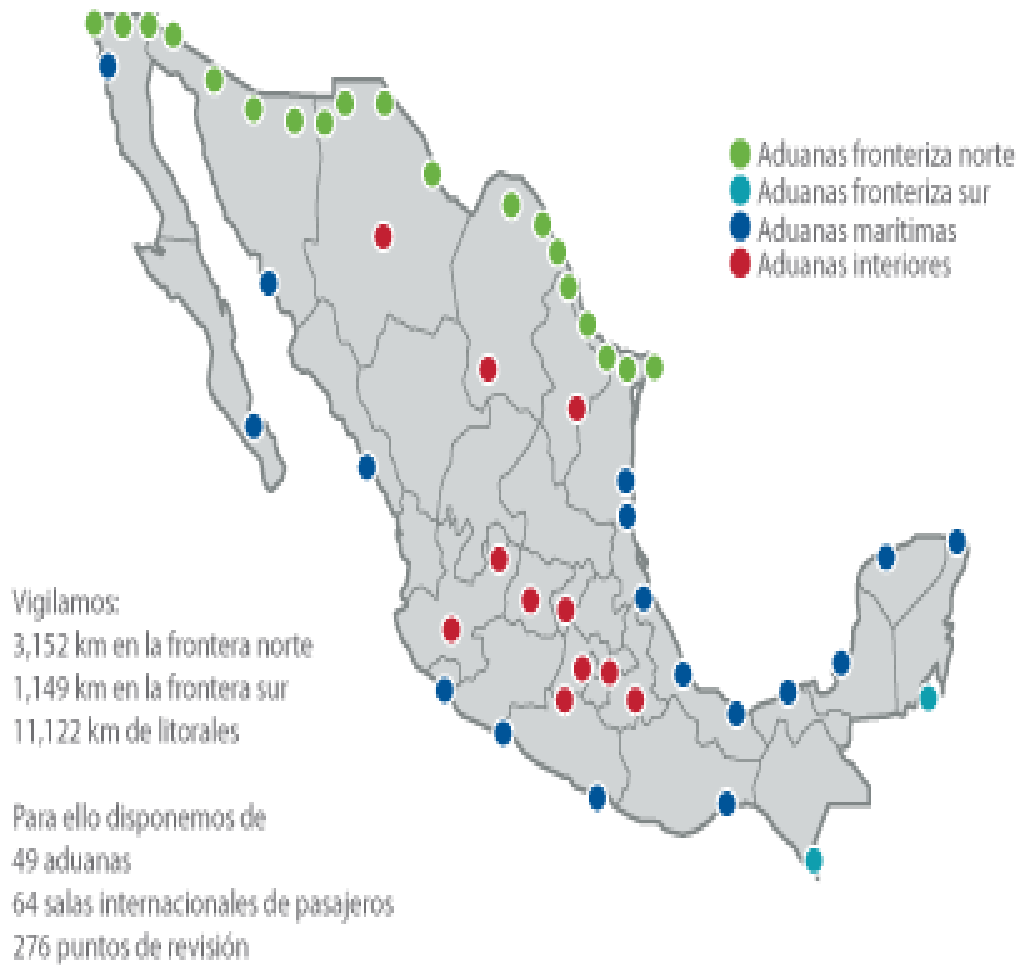 Aduanas fronteriza norte
Aduanas fronteriza sur
Aduanas marítimas
Aduanas interiores
Vigilamos:
3,152 km en la frontera norte
1,149 km en la frontera sur
11,122 km de litorales
Para ello disponemos de
49 aduanas
64 salas internacionales de pasajeros
276 puntos de revisión